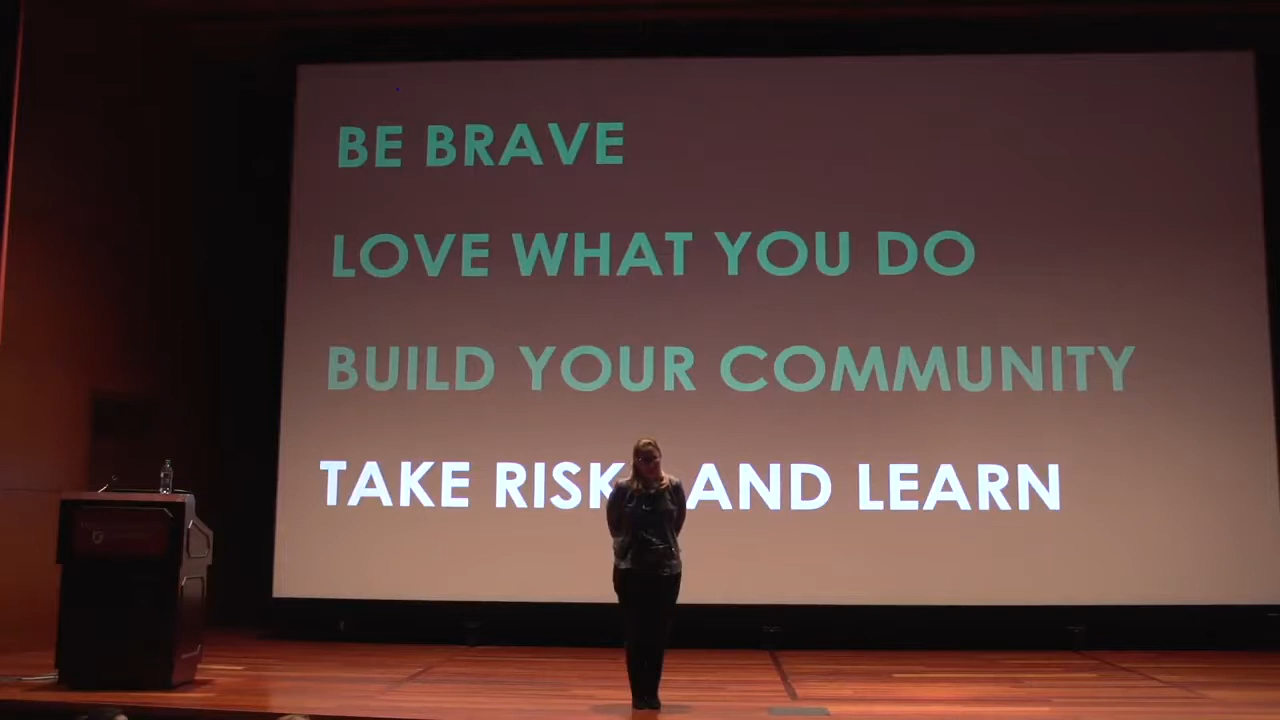 BE BRAVE
LOVE WHAT YOU DO
BUILD YOUR COMMUNITY
TAKE RISK AND LEARN